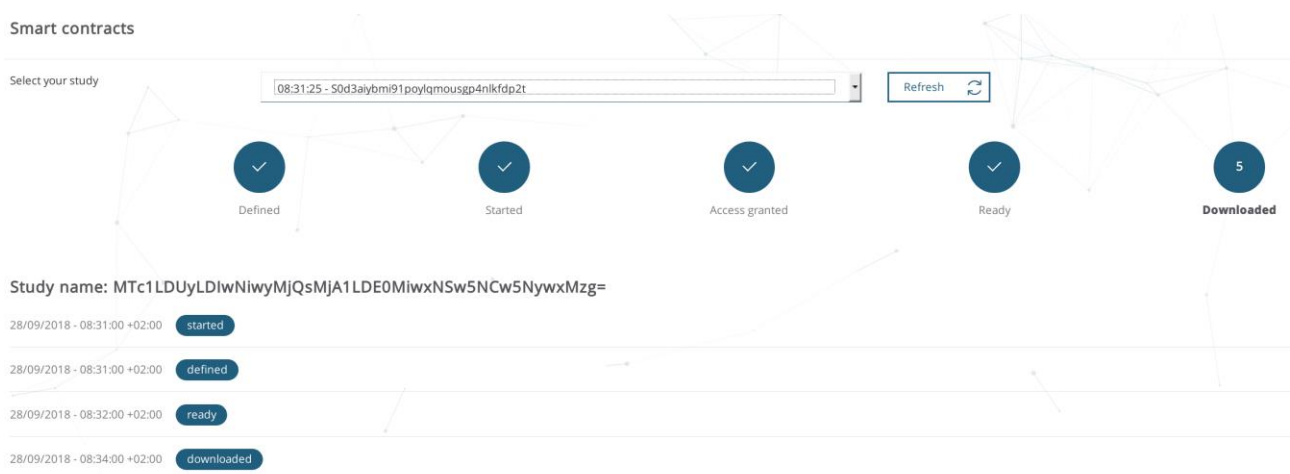 Smart contracts
Select your study
08:31:25 - S0d3aiybmi91poylqmousgp4nlkfdp2t
Refresh
5
Defined
Started
Access granted
Ready
Downloaded
Study name: MTc1LDUyLDIwNiwyMjQsMjA1LDE0MiwxNSw5NCw5NywxMzg=
28/09/2018 - 08:31:00 +02:00 started
28/09/2018 - 08:31:00 +02:00 defined
28/09/2018 - 08:32:00 +02:00 ready
28/09/2018 - 08:34:00 +02:00 downloaded